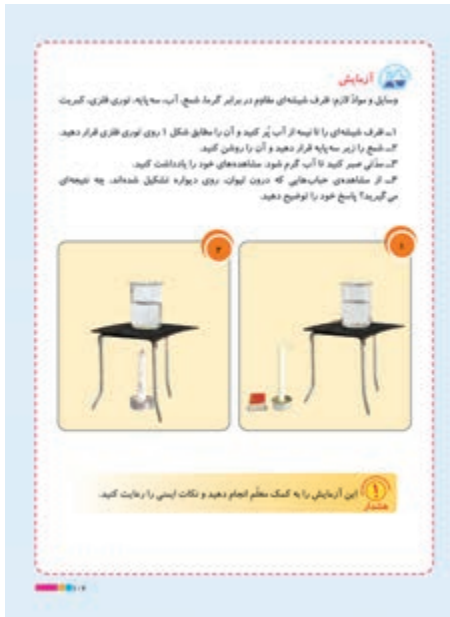 آزمایش
وسایل و موادّ لازم: ظرف شیشه‌ای مقاوم در برابر گرما، شمع، آب، سه‌پایه، توری فلزی، کبریت
۱ـ ظرف شیشه‌ای را تا نیمه از آب پُر کنید و آن را مطابق شکل ۱ روی توری فلزی قرار دهید.
۲ـ شمع را زیر سه‌پایه قرار دهید و آن را روشن کنید.
۳ـ مدّتی صبر کنید تا آب گرم شود. مشاهده‌های خود را یادداشت کنید.
۴ـ از مشاهده‌ی حباب‌هایی که درون لیوان، روی دیواره تشکیل شده‌اند، چه نتیجه‌ای
می‌گیرید؟ پاسخ خود را توضیح دهید.
۱
۲
این آزمایش را به کمک معلّم انجام دهید و نکات ایمنی را رعایت کنید.
هشدار